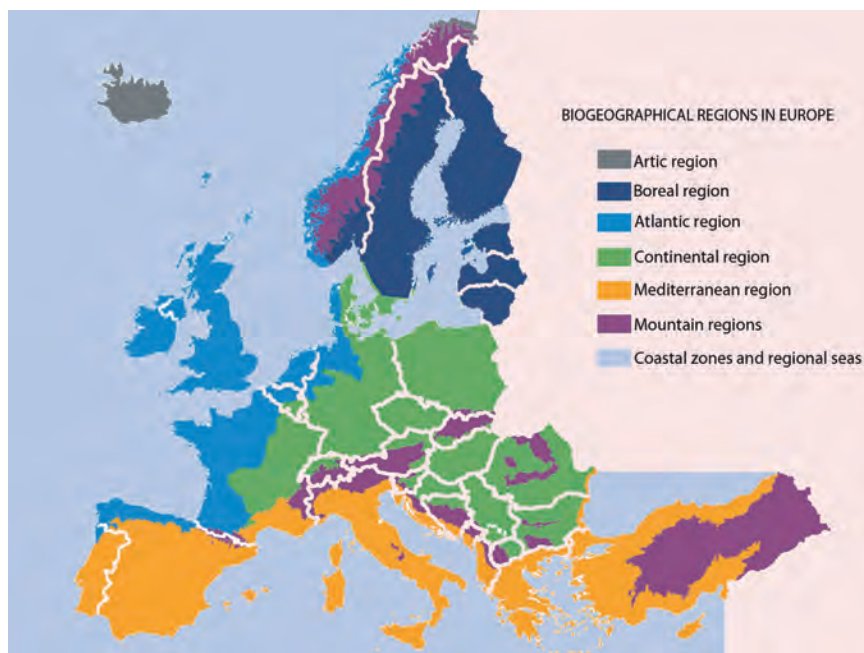 BIOGEOGRAPHICAL REGIONS IN EUROPE
Artic region
Boreal region
Atlantic region
Continental region
Mediterranean region
Mountain regions
Coastal zones and regional seas